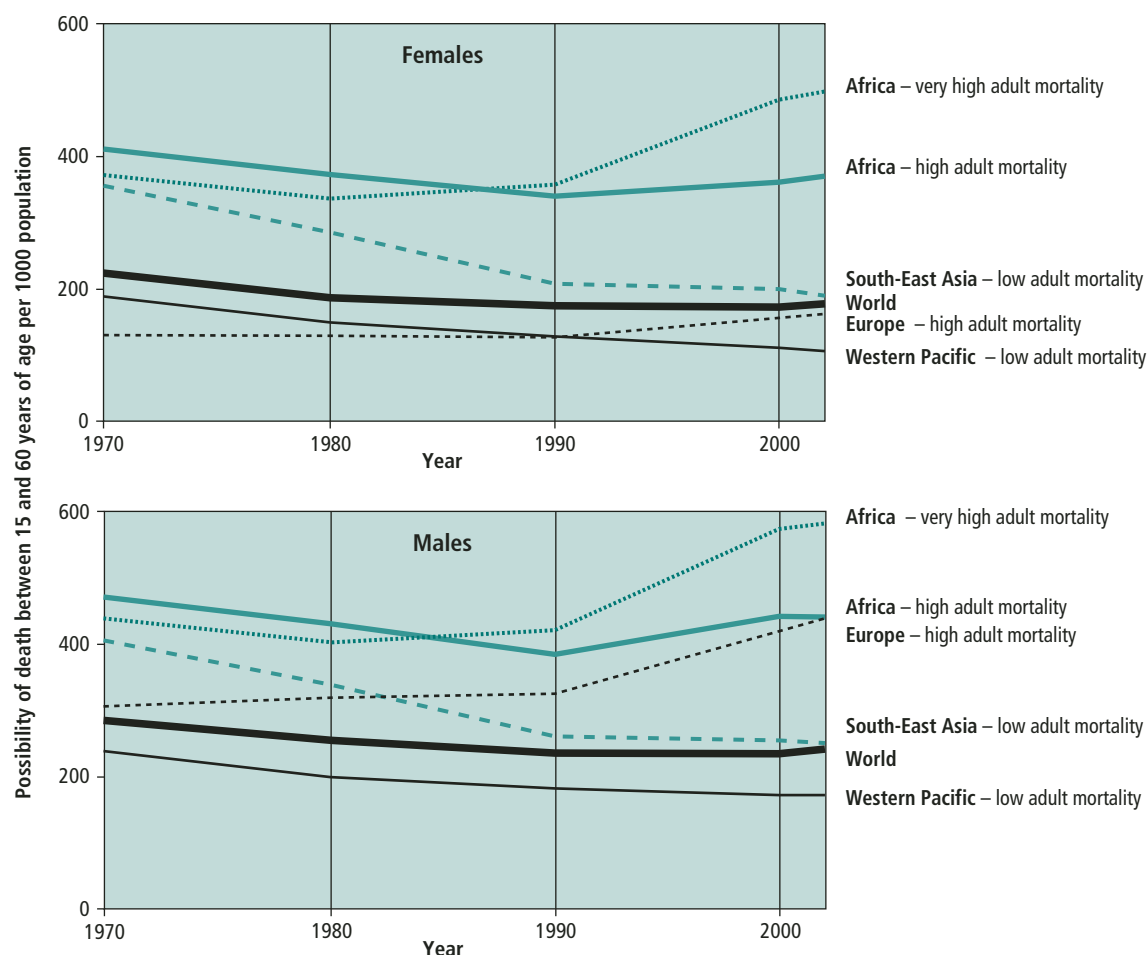 Possibility of death between 15 and 60 years of age per 1000 population
600
400
200
0
Females
1970
1980
1990
2000
Year
Africa – very high adult mortality
Africa – high adult mortality
South-East Asia – low adult mortality
World
Europe – high adult mortality
Western Pacific – low adult mortality
600
400
200
0
Males
1970
1980
1990
2000
Year
Africa – very high adult mortality
Africa – high adult mortality
Europe – high adult mortality
South-East Asia – low adult mortality
World
Western Pacific – low adult mortality